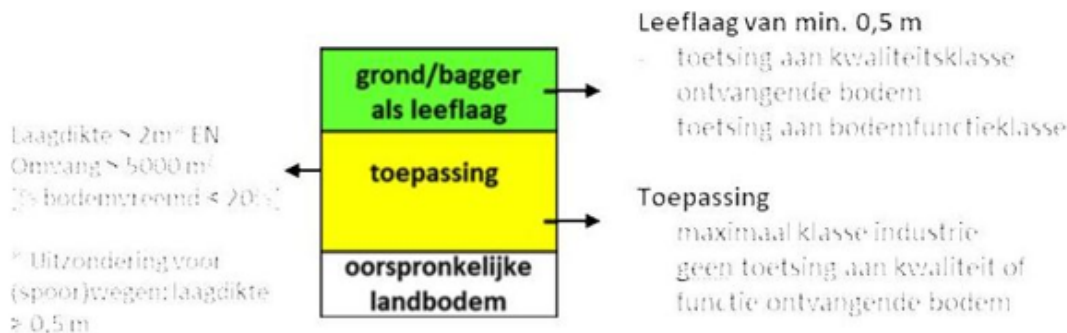 Leeflaag van min. 0,5 m
- toetsing aan kwaliteitsklasse
ontvangende bodem
toetsing aan bodemfunctieklasse
grond/bagger
als leeflaag
Laagdikte > 2m* EN
Omvang > 5000 m³
[% bodemvreemd < 20%]
toepassing
Toepassing
maximaal klasse industrie
geen toetsing aan kwaliteit of
functie ontvangende bodem
* Uitzondering voor
(spoor)wegen: laagdikte
≥ 0,5 m
oorspronkelijke
landbodem